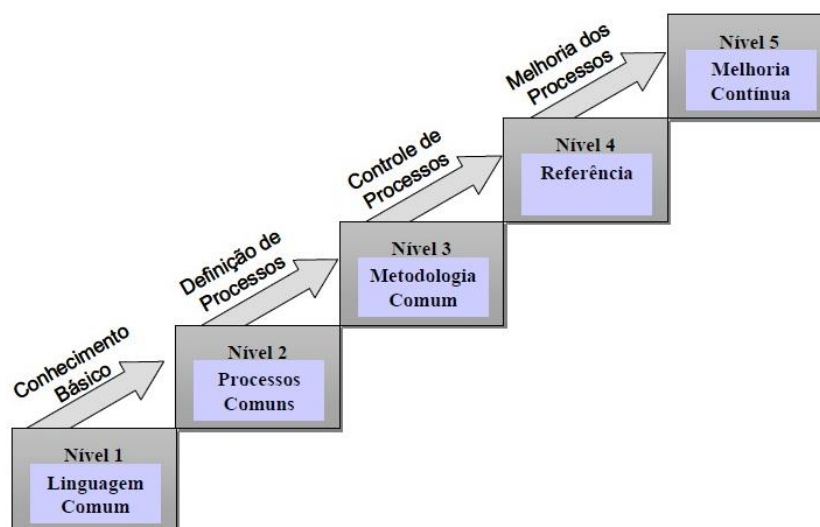 Nível 5
Melhoria
Contínua
Melhoria dos
Processos
Nível 4
Referência
Controle de
Processos
Nível 3
Metodologia
Comum
Definição de
Processos
Nível 2
Processos
Comuns
Conhecimento
Básico
Nível 1
Linguagem
Comum